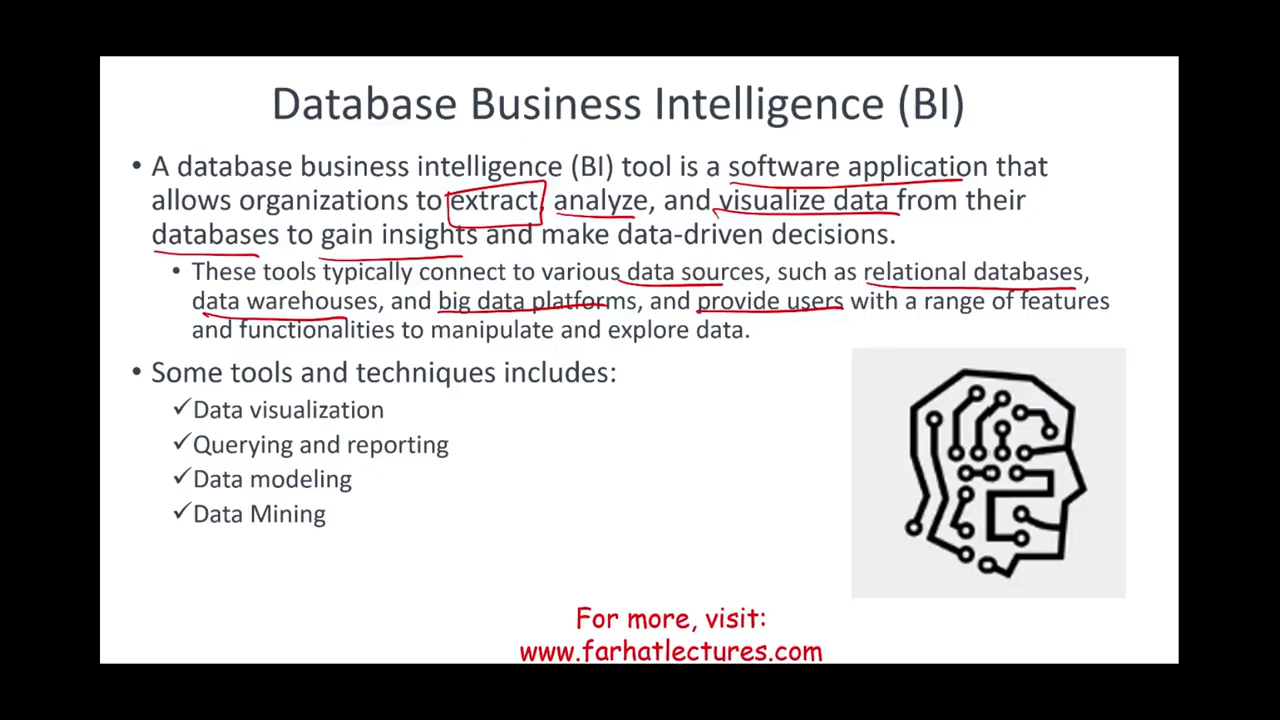 Database Business Intelligence (BI)
• A database business intelligence (BI) tool is a software application that
allows organizations to extract, analyze, and visualize data from their
databases to gain insights and make data-driven decisions.
• These tools typically connect to various data sources, such as relational databases,
data warehouses, and big data platforms, and provide users with a range of features
and functionalities to manipulate and explore data.
• Some tools and techniques includes:
✓Data visualization
✓Querying and reporting
✓Data modeling
✓Data Mining
For more, visit:
www.farhatlectures.com